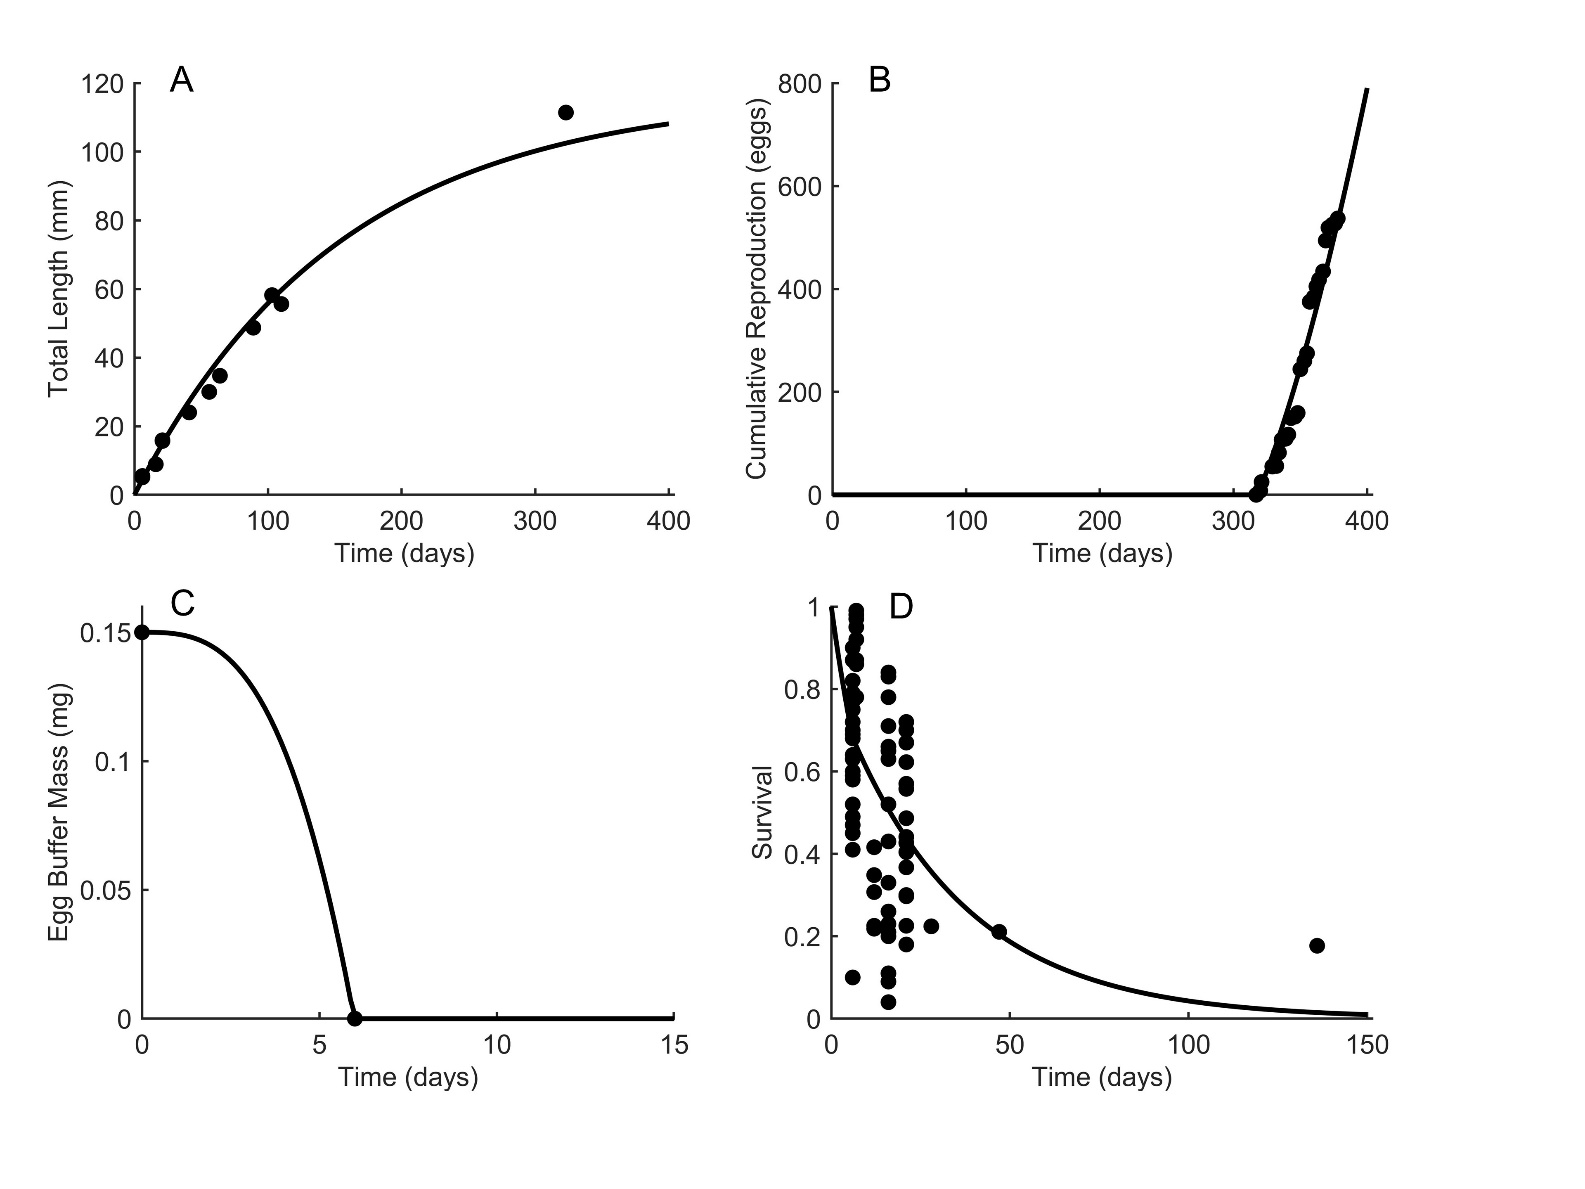 A
120
100
80
60
40
20
0
0 100 200 300 400
Total Length (mm)
Time (days)
B
800
600
400
200
0
0 100 200 300 400
Cumulative Reproduction (eggs)
Time (days)
C
0.15
0.1
0.05
0
0 5 10 15
Egg Buffer Mass (mg)
Time (days)
D
1
0.8
0.6
0.4
0.2
0
0 50 100 150
Survival
Time (days)